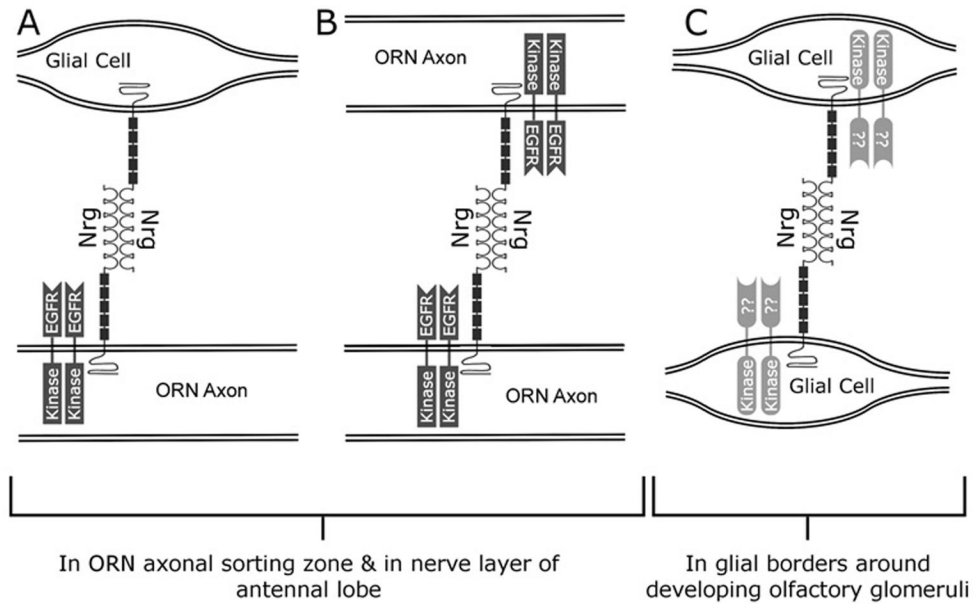 A
Glial Cell
Nrg
Nrg
EGFR
EGFR
Kinase
Kinase
ORN Axon
B
ORN Axon
Kinase
Kinase
EGFR
EGFR
Nrg
Nrg
EGFR
EGFR
Kinase
Kinase
ORN Axon
C
Glial Cell
Kinase
Kinase
??
??
Nrg
Nrg
??
??
Kinase
Kinase
Glial Cell
In ORN axonal sorting zone & in nerve layer of
antennal lobe
In glial borders around
developing olfactory glomeruli